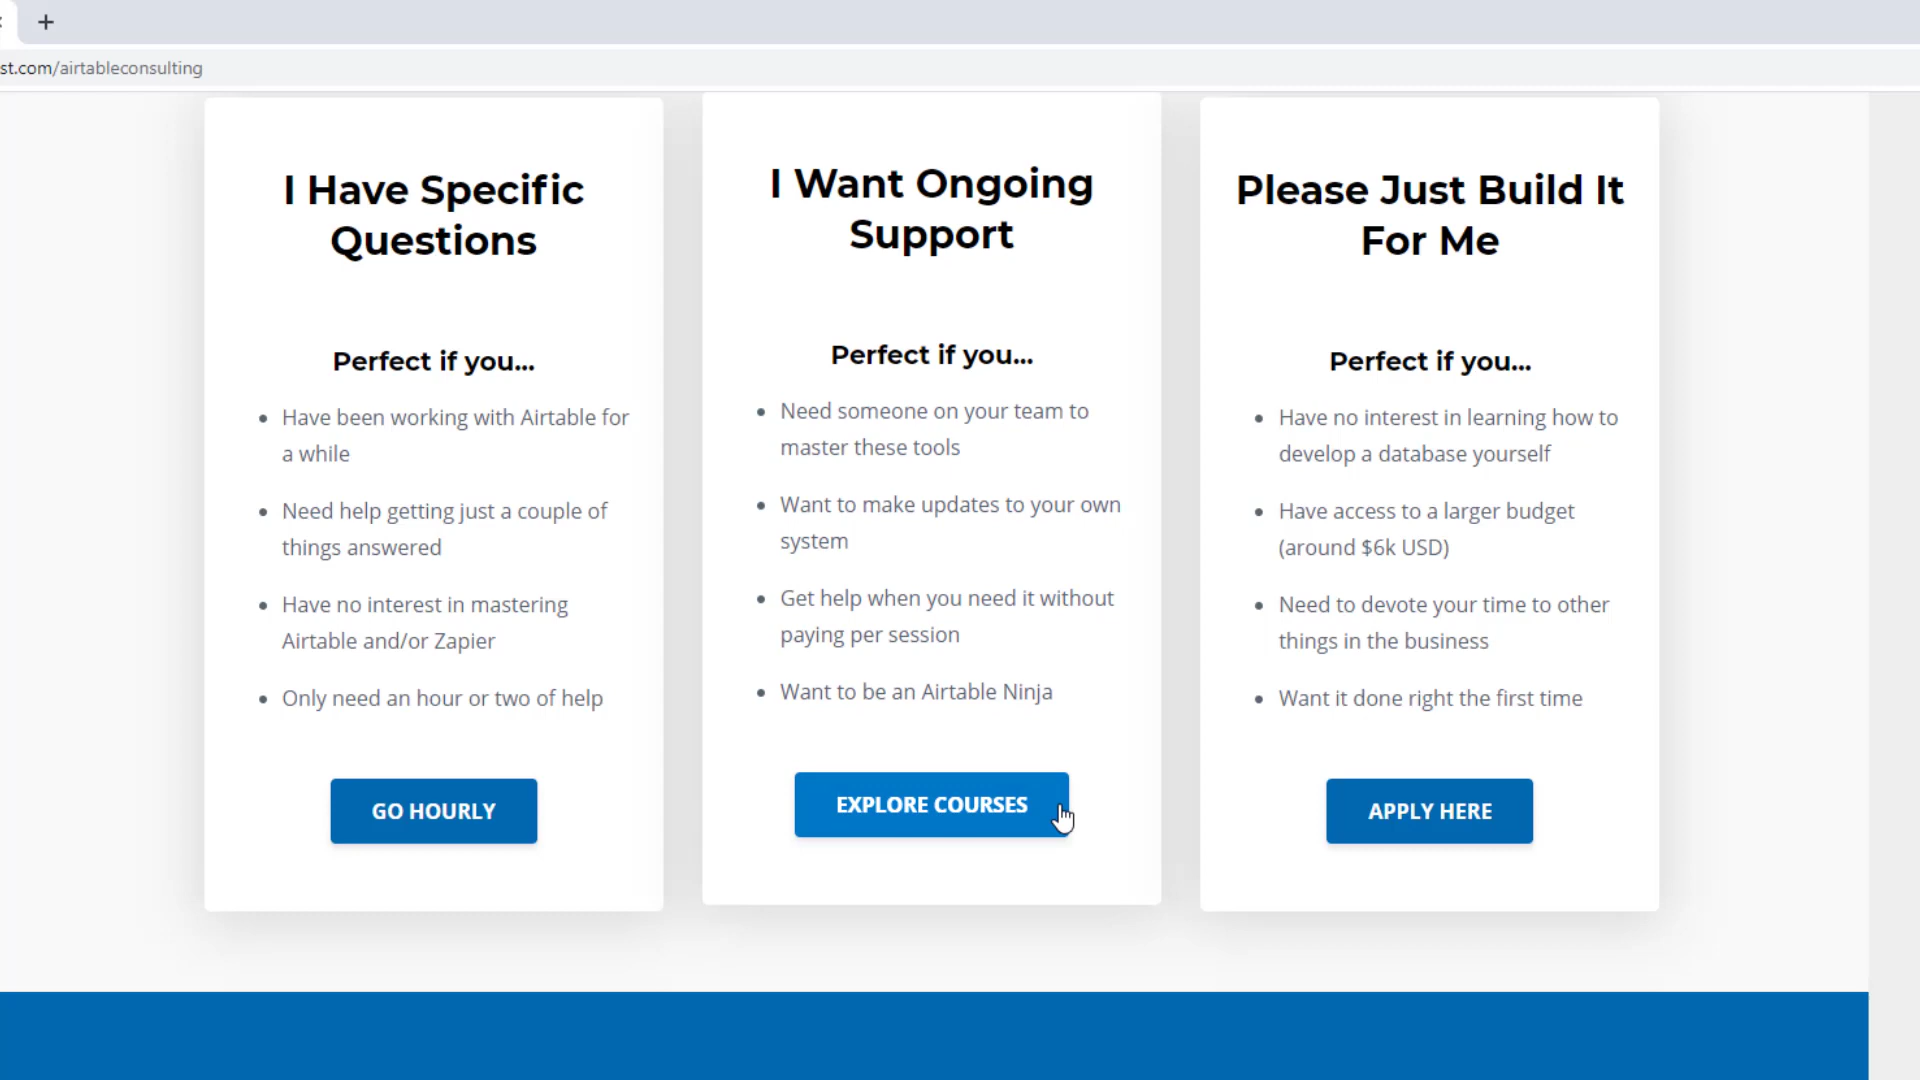 st.com/airtableconsulting
I Have Specific
Questions
Perfect if you...
• Have been working with Airtable for
a while
• Need help getting just a couple of
things answered
• Have no interest in mastering
Airtable and/or Zapier
• Only need an hour or two of help
GO HOURLY
I Want Ongoing
Support
Perfect if you...
• Need someone on your team to
master these tools
• Want to make updates to your own
system
• Get help when you need it without
paying per session
• Want to be an Airtable Ninja
EXPLORE COURSES
Please Just Build It
For Me
Perfect if you...
• Have no interest in learning how to
develop a database yourself
• Have access to a larger budget
(around $6k USD)
• Need to devote your time to other
things in the business
• Want it done right the first time
APPLY HERE